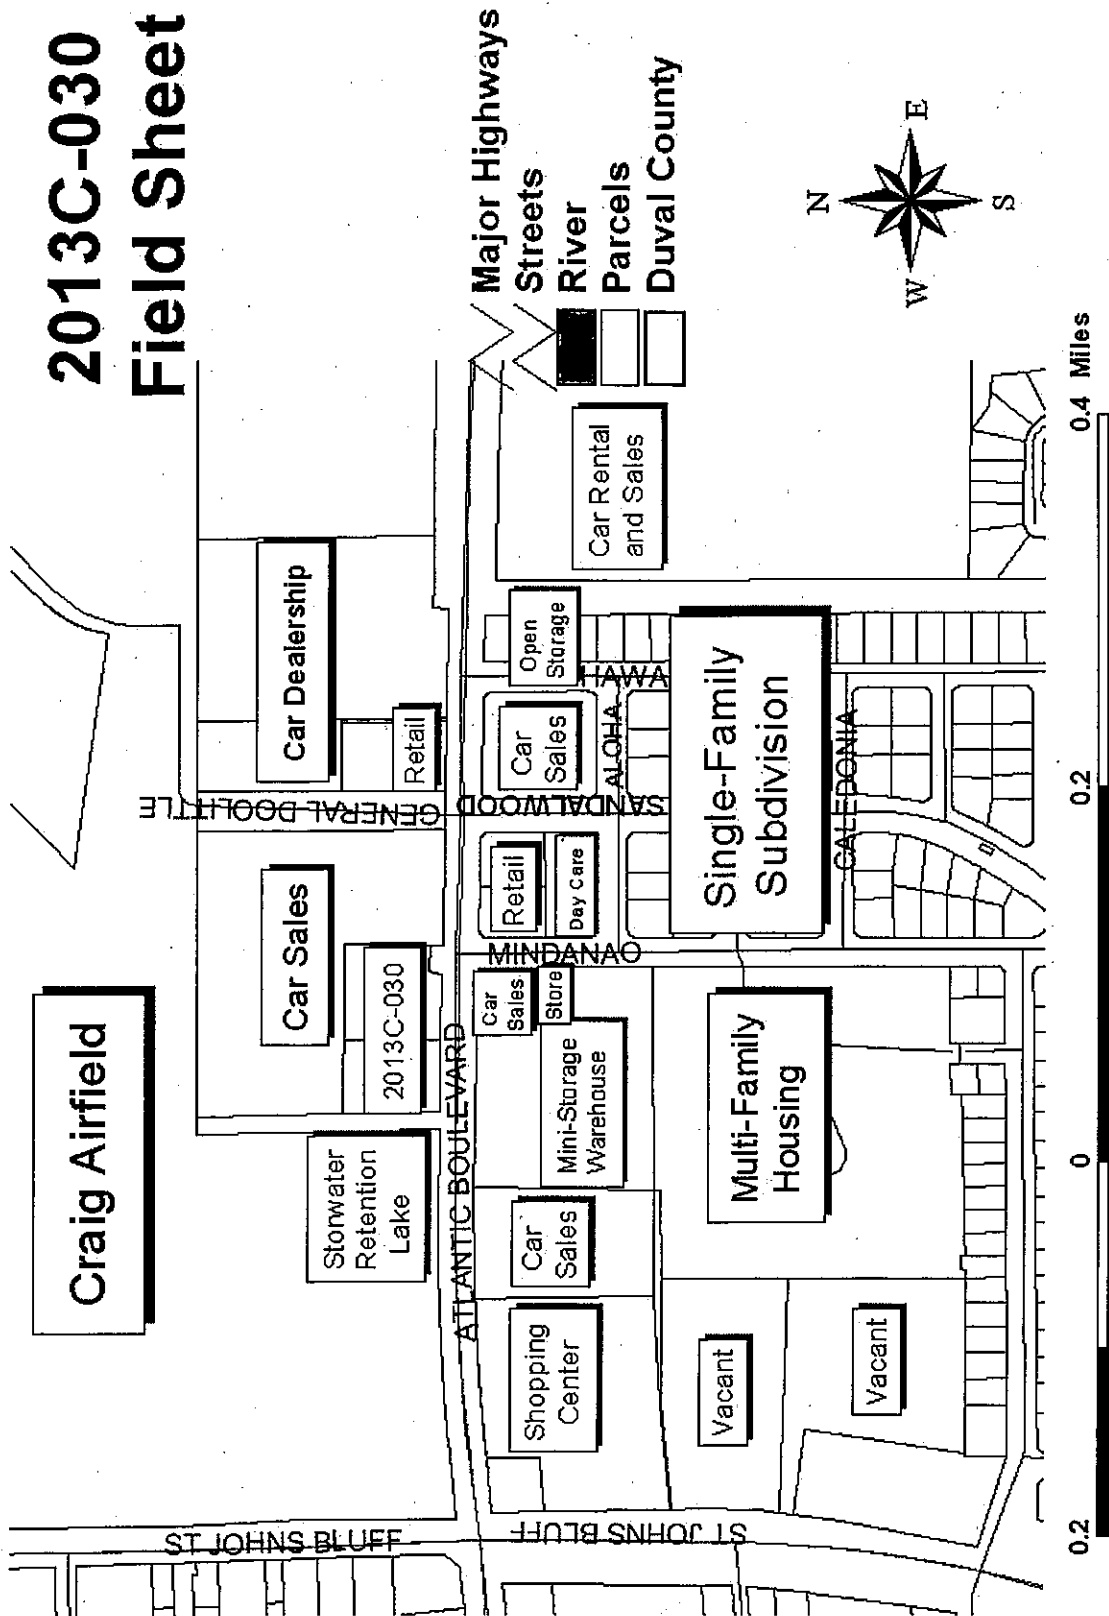 2013C-030
Field Sheet
Craig Airfield
Car Dealership
Car Sales
Retail
GENERAL DOOLITTLE
2013C-030
Storwater
Retention
Lake
Major Highways
Streets
River
Parcels
Duval County
ATLANTIC BOULEVARD
ST JOHNS BLUFF
ST JOHNS BLUFF
Shopping
Center
Car
Sales
Mini-Storage
Warehouse
Car
Sales
Store
MINDANAO
Retail
Day Care
SANDALWOOD
Car
Sales
ALOHA
Open
Storage
HAWA
Car Rental
and Sales
Single-Family
Subdivision
CALEDONIA
Multi-Family
Housing
Vacant
Vacant
N
W
E
S
0.2
0
0.2
0.4 Miles